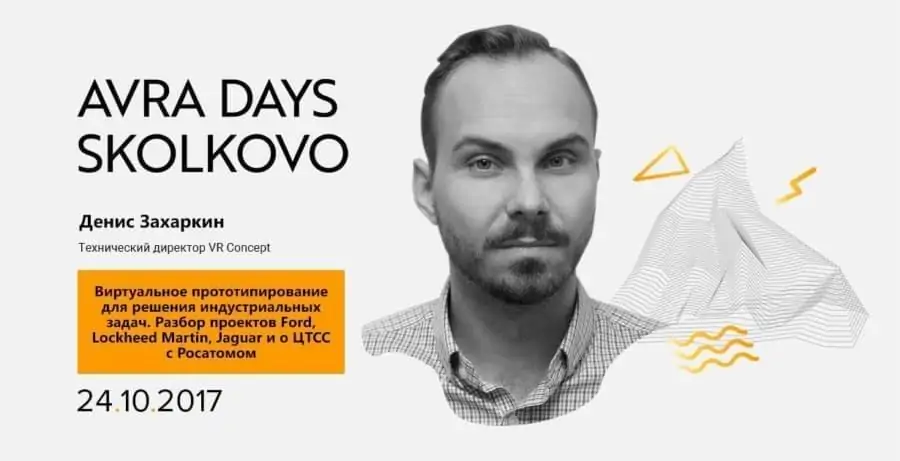 AVRA DAYS
SKOLKOVO
Денис Захаркин
Технический директор VR Concept
Виртуальное прототипирование
для решения индустриальных
задач. Разбор проектов Ford,
Lockheed Martin, Jaguar и о ЦТСС
с Росатомом
24.10.2017